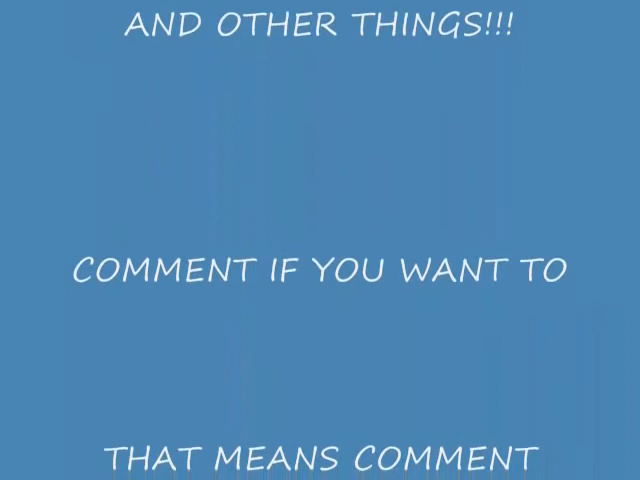 AND OTHER THINGS!!!
COMMENT IF YOU WANT TO
THAT MEANS COMMENT